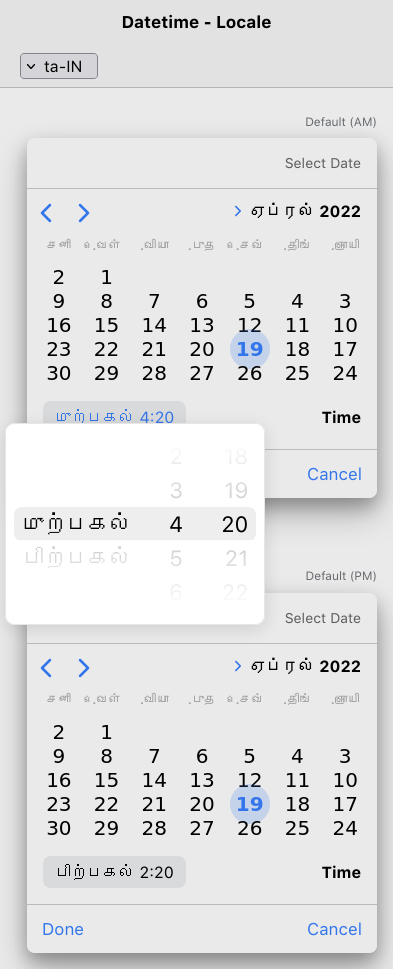 Datetime - Locale
ta-IN
Default (AM)
Select Date
ஏப்ரல் 2022
சனி .வெள் .வியா .புத .செவ் .திங் .ஞாயி
2 1
9 8 7 6 5 4 3
16 15 14 13 12 11 10
23 22 21 20 19 18 17
30 29 28 27 26 25 24
முற்பகல் 4:20 Time
Cancel
2 18
3 19
முற்பகல் 4 20
பிற்பகல் 5 21
6 22
Default (PM)
Select Date
ஏப்ரல் 2022
சனி .வெள் .வியா .புத .செவ் .திங் .ஞாயி
2 1
9 8 7 6 5 4 3
16 15 14 13 12 11 10
23 22 21 20 19 18 17
30 29 28 27 26 25 24
பிற்பகல் 2:20 Time
Done Cancel